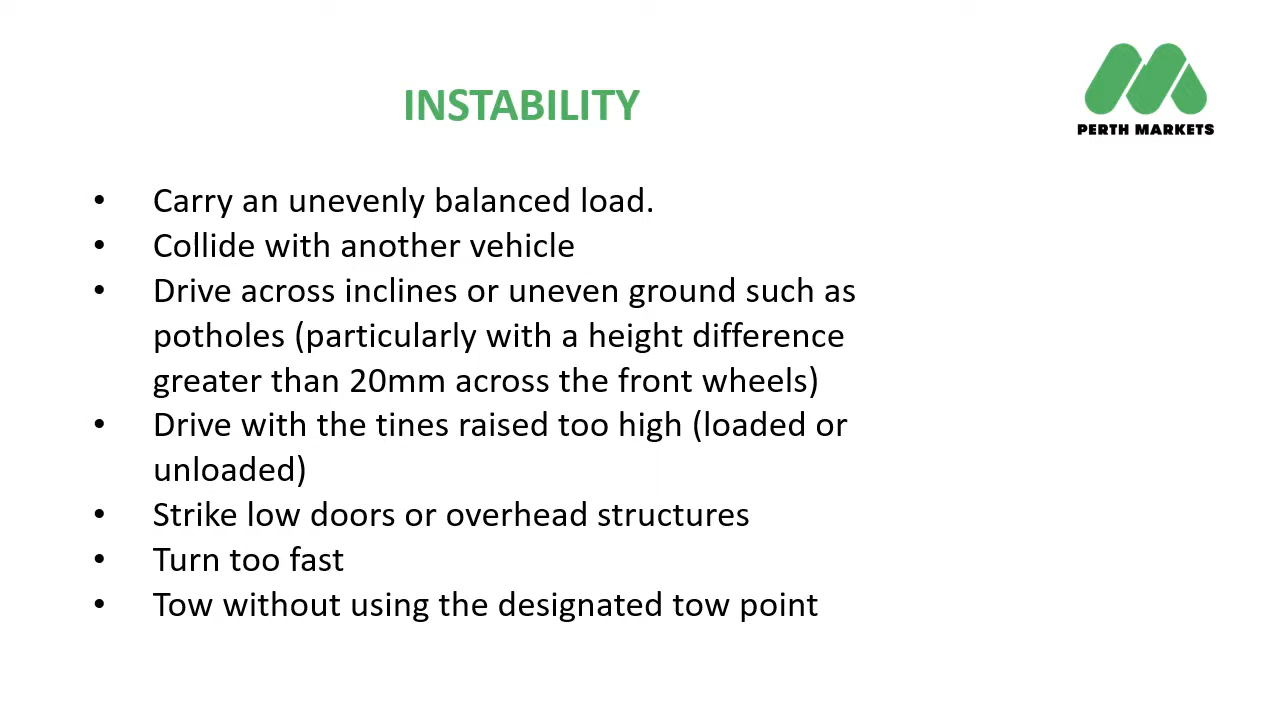 INSTABILITY
PERTH MARKETS
• Carry an unevenly balanced load.
• Collide with another vehicle
• Drive across inclines or uneven ground such as
potholes (particularly with a height difference
greater than 20mm across the front wheels)
• Drive with the tines raised too high (loaded or
unloaded)
• Strike low doors or overhead structures
• Turn too fast
• Tow without using the designated tow point